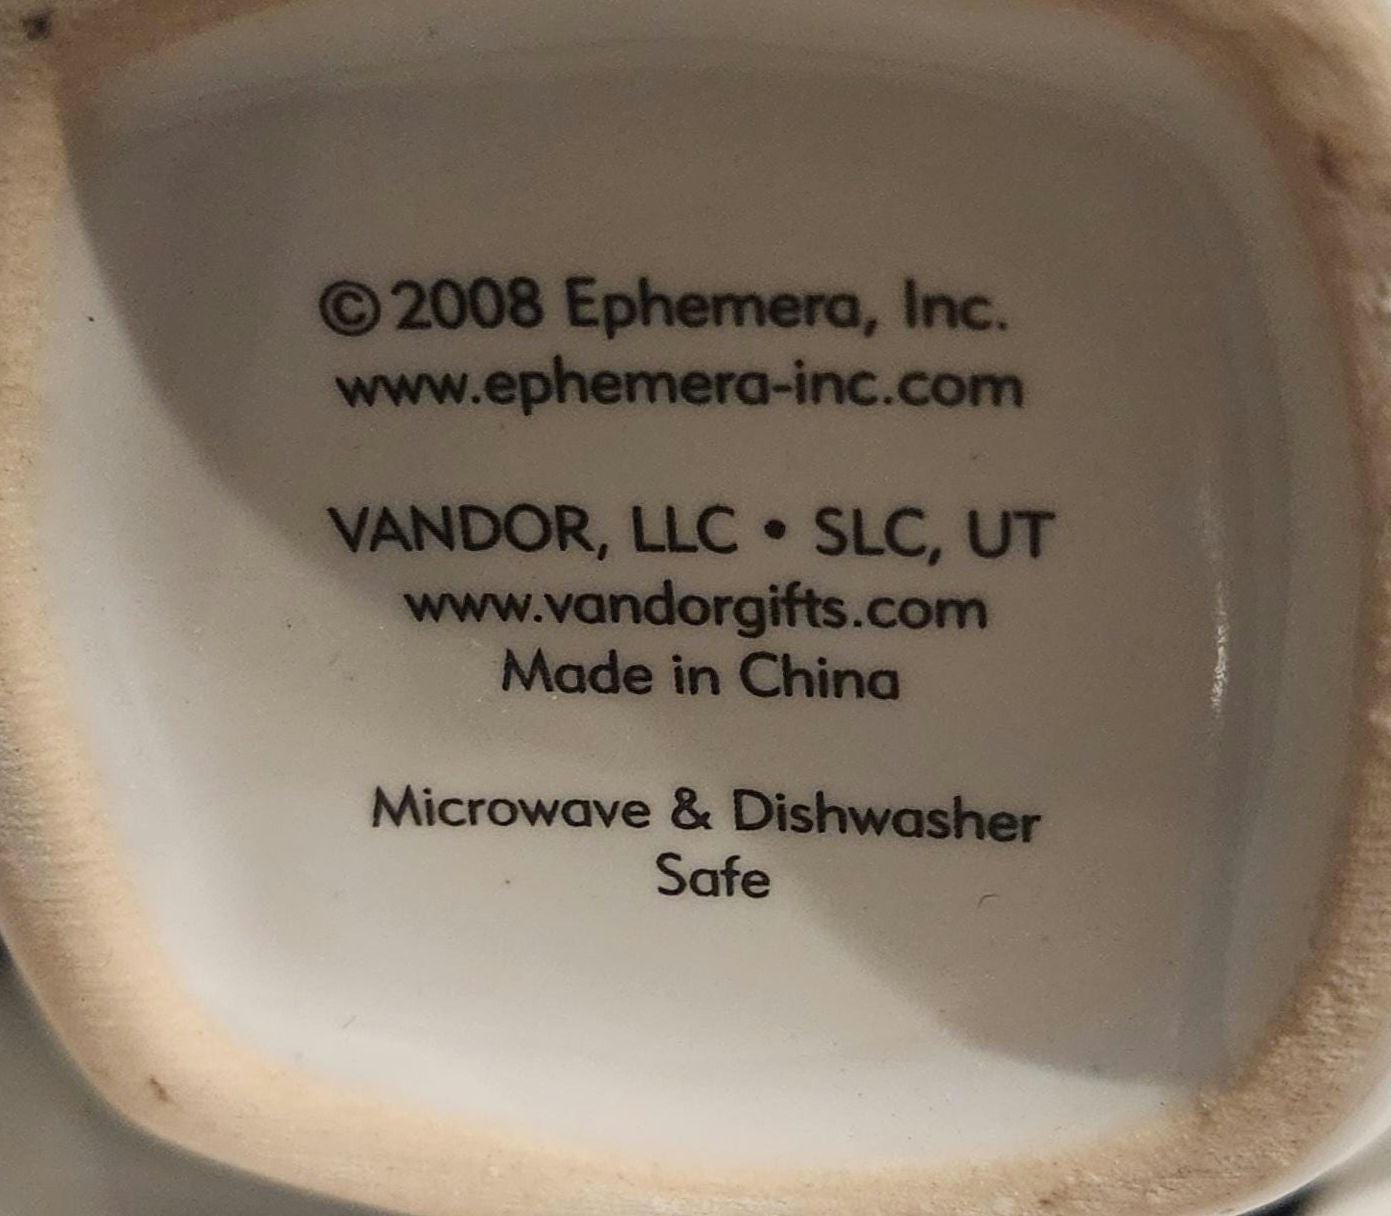 ©2008 Ephemera, Inc.
www.ephemera-inc.com
VANDOR, LLC • SLC, UT
www.vandorgifts.com
Made in China
Microwave & Dishwasher
Safe